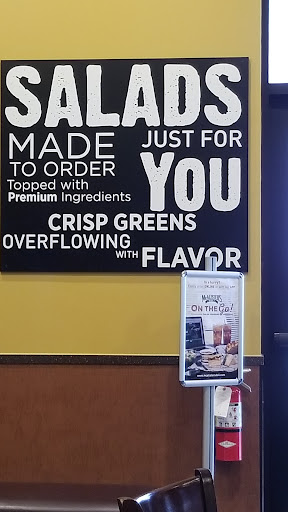 SALADS
MADE
TO ORDER
JUST FOR
YOU
Topped with
Premium Ingredients
CRISP GREENS
OVERFLOWING
WITH FLAVOR
McALISTER'S
ON THE Go!